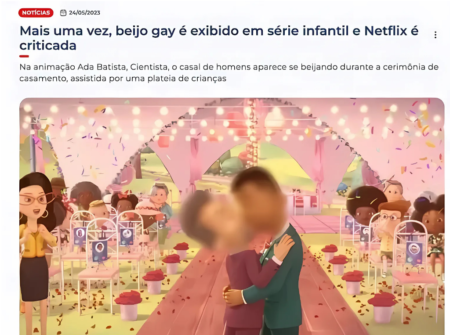 NOTÍCIAS 24/05/2023
Mais uma vez, beijo gay é exibido em série infantil e Netflix é
criticada
Na animação Ada Batista, Cientista, o casal de homens aparece se beijando durante a cerimônia de
casamento, assistida por uma plateia de crianças